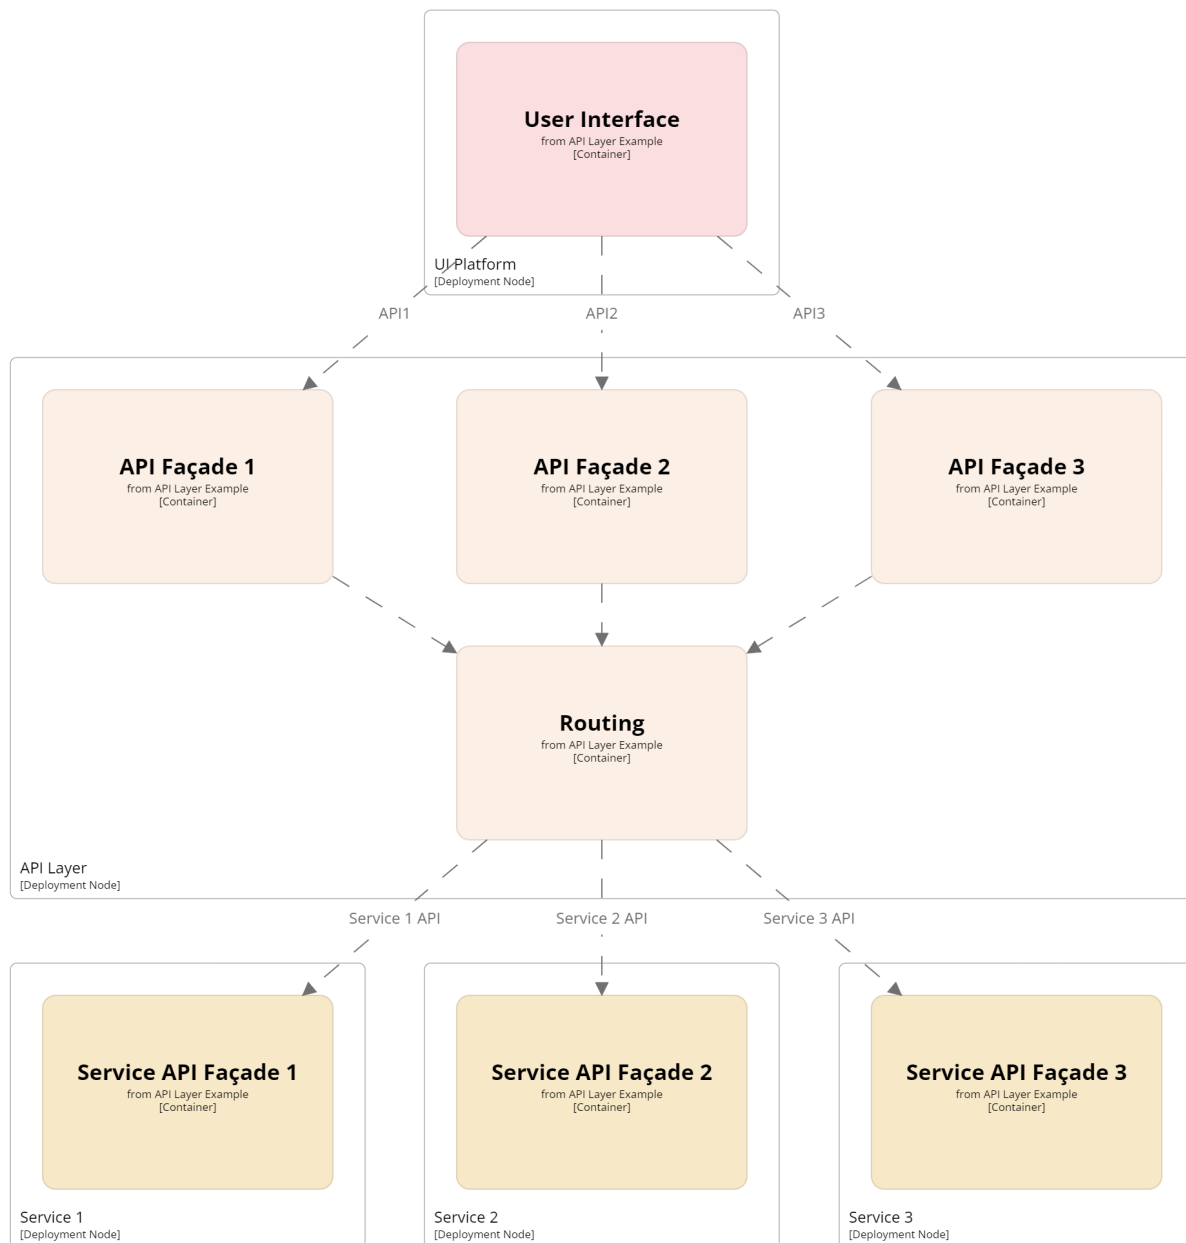 User Interface
from API Layer Example
[Container]
UI Platform
[Deployment Node]
API1
API2
API3
API Façade 1
from API Layer Example
[Container]
API Façade 2
from API Layer Example
[Container]
API Façade 3
from API Layer Example
[Container]
Routing
from API Layer Example
[Container]
API Layer
[Deployment Node]
Service 1 API
Service 2 API
Service 3 API
Service API Façade 1
from API Layer Example
[Container]
Service API Façade 2
from API Layer Example
[Container]
Service API Façade 3
from API Layer Example
[Container]
Service 1
[Deployment Node]
Service 2
[Deployment Node]
Service 3
[Deployment Node]